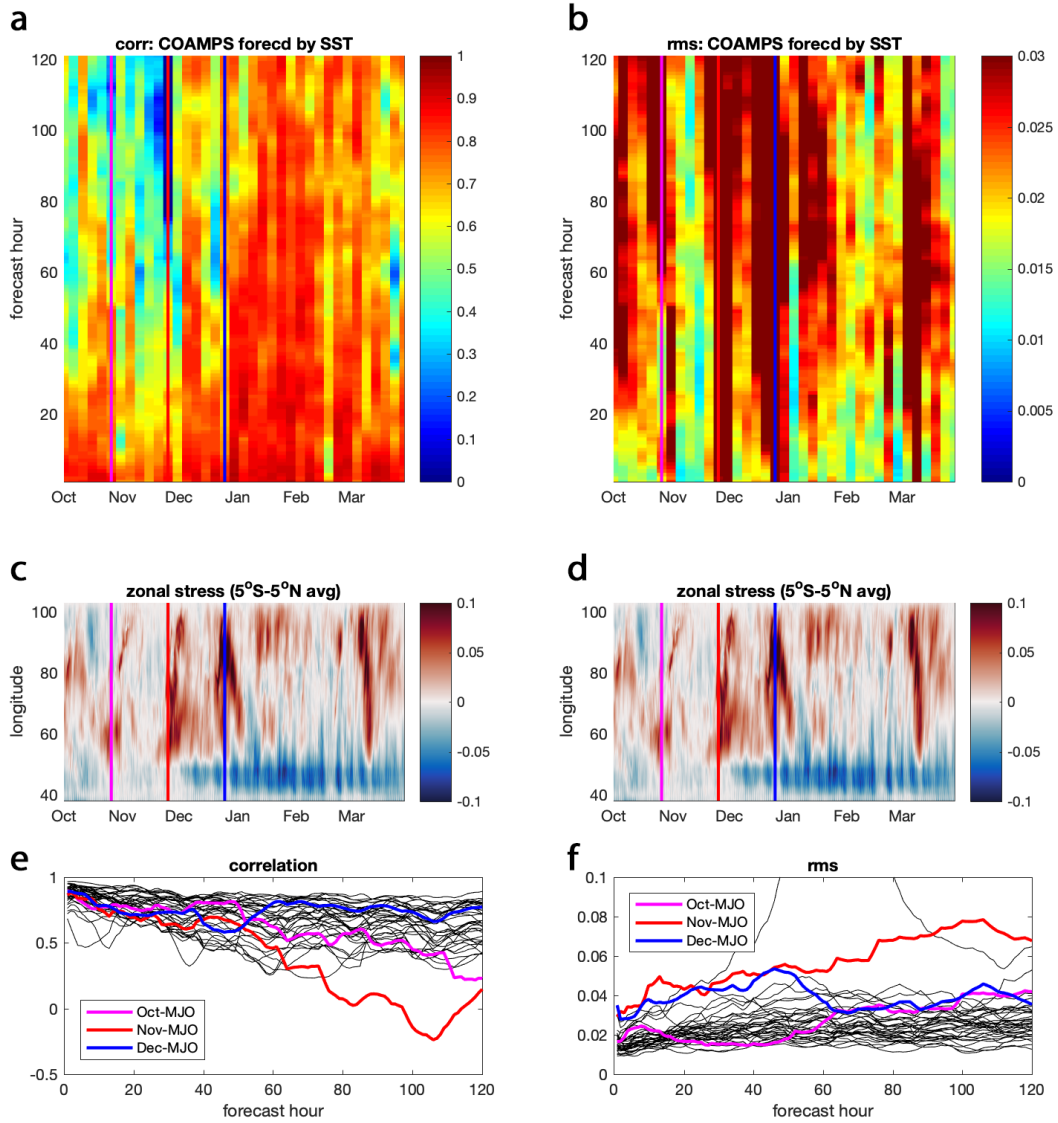 a
corr: COAMPS forecd by SST
forecast hour
120
100
80
60
40
20
Oct Nov Dec Jan Feb Mar
1
0.9
0.8
0.7
0.6
0.5
0.4
0.3
0.2
0.1
0
b
rms: COAMPS forecd by SST
forecast hour
120
100
80
60
40
20
Oct Nov Dec Jan Feb Mar
0.03
0.025
0.02
0.015
0.01
0.005
0
c
zonal stress (5°S-5°N avg)
longitude
100
80
60
40
Oct Nov Dec Jan Feb Mar
0.1
0.05
0
-0.05
-0.1
d
zonal stress (5°S-5°N avg)
longitude
100
80
60
40
Oct Nov Dec Jan Feb Mar
0.1
0.05
0
-0.05
-0.1
e
correlation
1
0.5
0
-0.5
Oct-MJO
Nov-MJO
Dec-MJO
0 20 40 60 80 100 120
forecast hour
f
rms
0.1
0.08
0.06
0.04
0.02
0
Oct-MJO
Nov-MJO
Dec-MJO
0 20 40 60 80 100 120
forecast hour